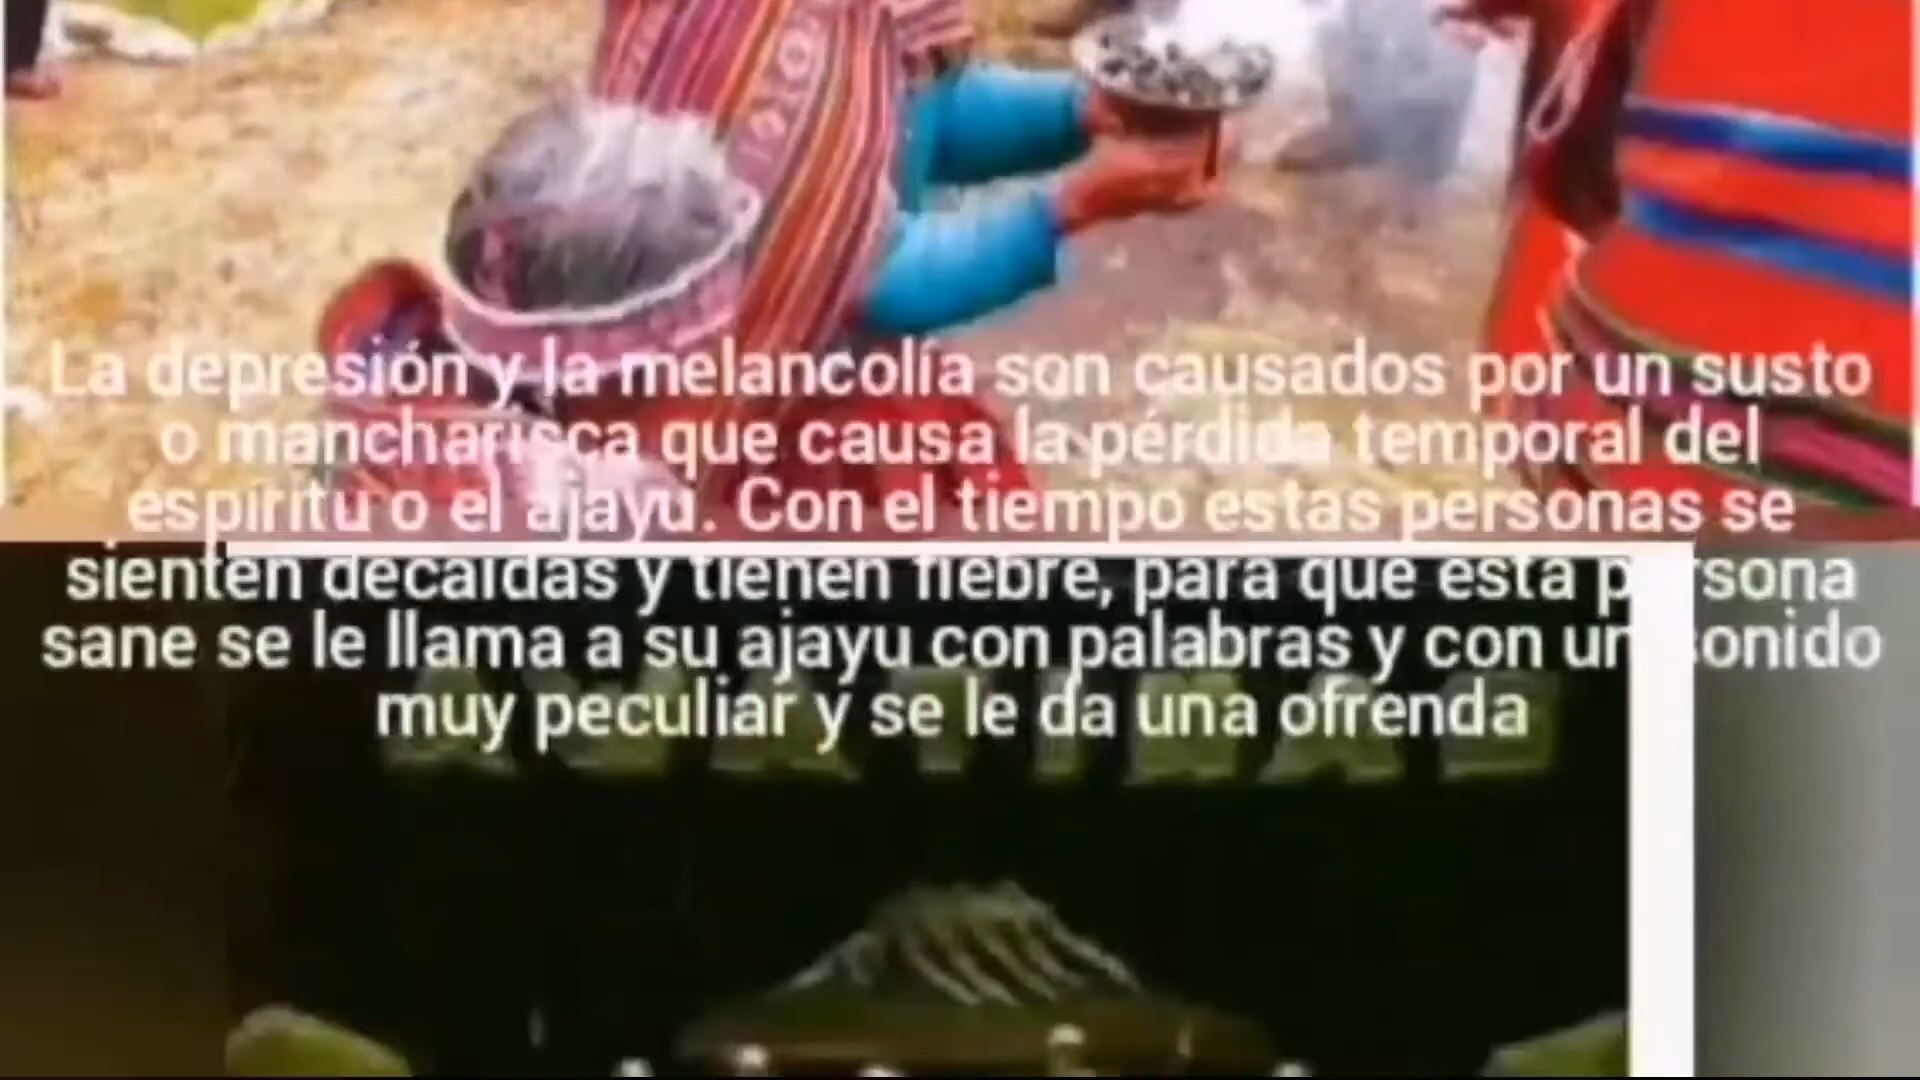 La depresión y la melancolía son causados por un susto
o mancharisca que causa la pérdida temporal del
espíritu o el ajayu. Con el tiempo estas personas se
sienten decaídas y tienen fiebre, para que esta persona
sane se le llama a su ajayu con palabras y con un sonido
muy peculiar y se le da una ofrenda